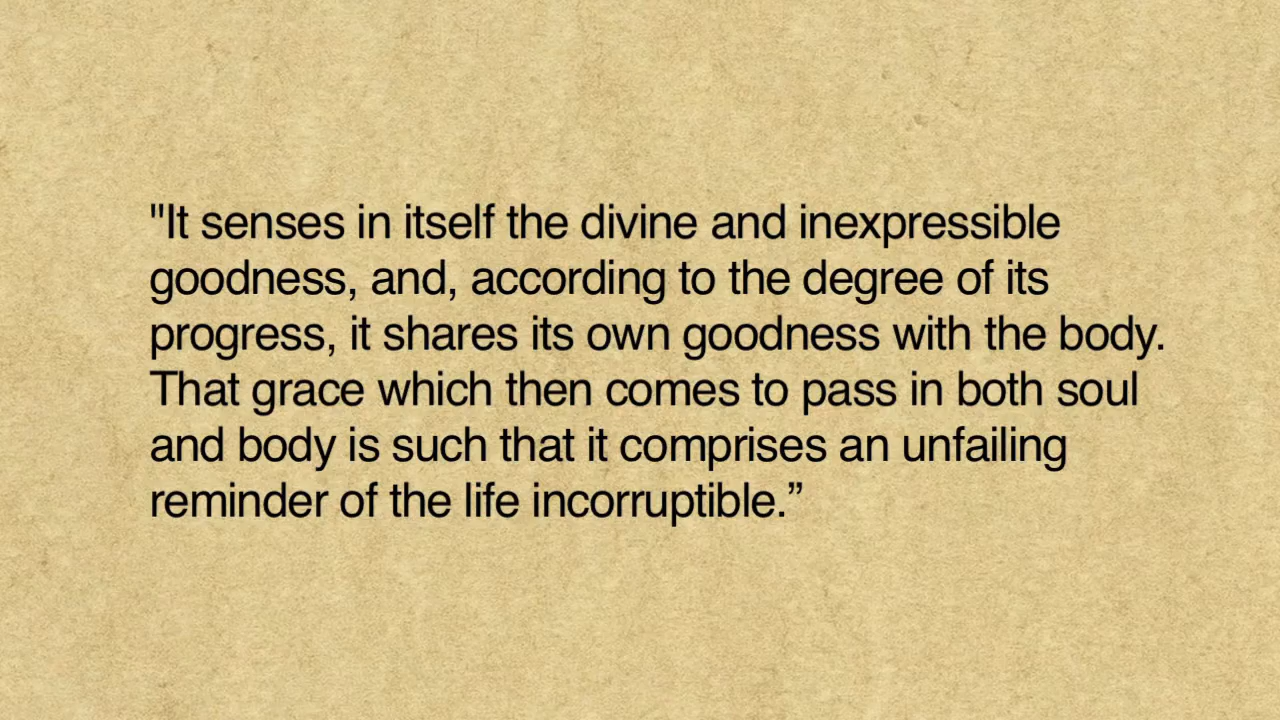 "It senses in itself the divine and inexpressible
goodness, and, according to the degree of its
progress, it shares its own goodness with the body.
That grace which then comes to pass in both soul
and body is such that it comprises an unfailing
reminder of the life incorruptible.”